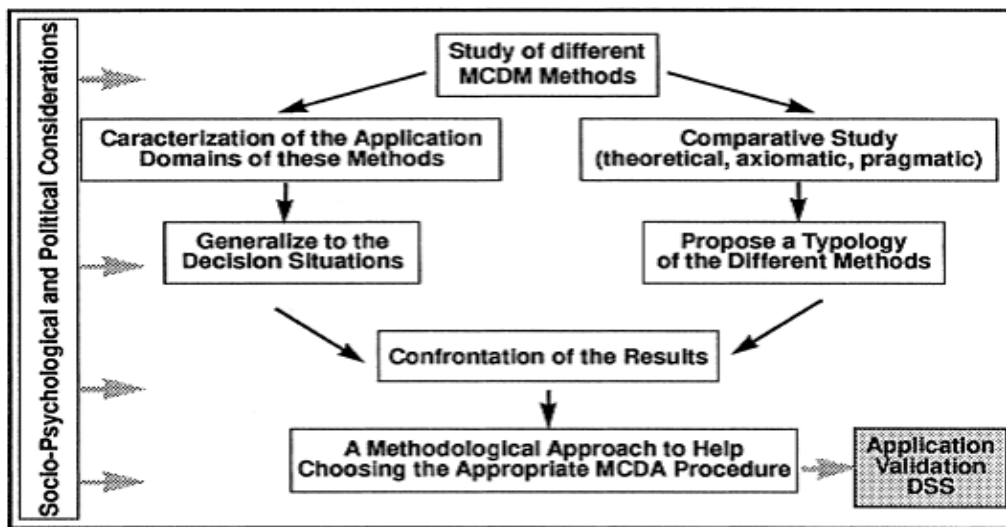 Socio-Psychological and Political Considerations
Study of different
MCDM Methods
Caracterization of the Application
Domains of these Methods
Comparative Study
(theoretical, axiomatic, pragmatic)
Generalize to the
Decision Situations
Propose a Typology
of the Different Methods
Confrontation of the Results
A Methodological Approach to Help
Choosing the Appropriate MCDA Procedure
Application
Validation
DSS